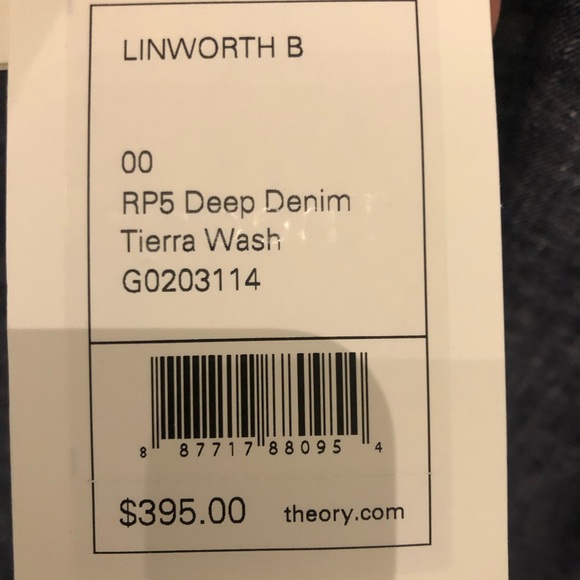 LINWORTH B
00
RP5 Deep Denim
Tierra Wash
G0203114
8 87717 88095 4
$395.00 theory.com